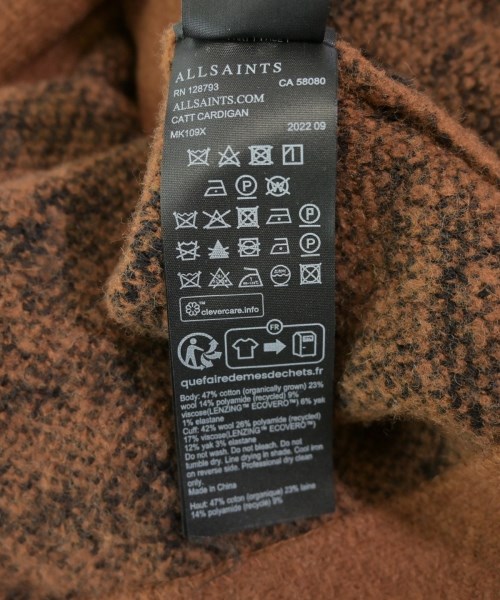 ALLSAINTS
RN 128793 CA 58080
ALLSAINTS.COM
CATT CARDIGAN
MK109X 2022 09
P
W
P
P
™
clevercare.info
FR
quefairedemesdechets.fr
Body: 47% cotton (organically grown) 23%
wool 14% polyamide (recycled) 9%
viscose(LENZING™ ECOVERO™) 6% yak
1% elastane
Cuff: 42% wool 26% polyamide (recycled)
17% viscose(LENZING™ ECOVERO™)
12% yak 3% elastane
Do not wash. Do not bleach. Do not
tumble dry. Line drying in shade. Cool iron
on reverse side. Professional dry clean
only.
Made in China
Hout: 47% cotton (organique) 23% laine
14% polyamide (recyclé) 9%